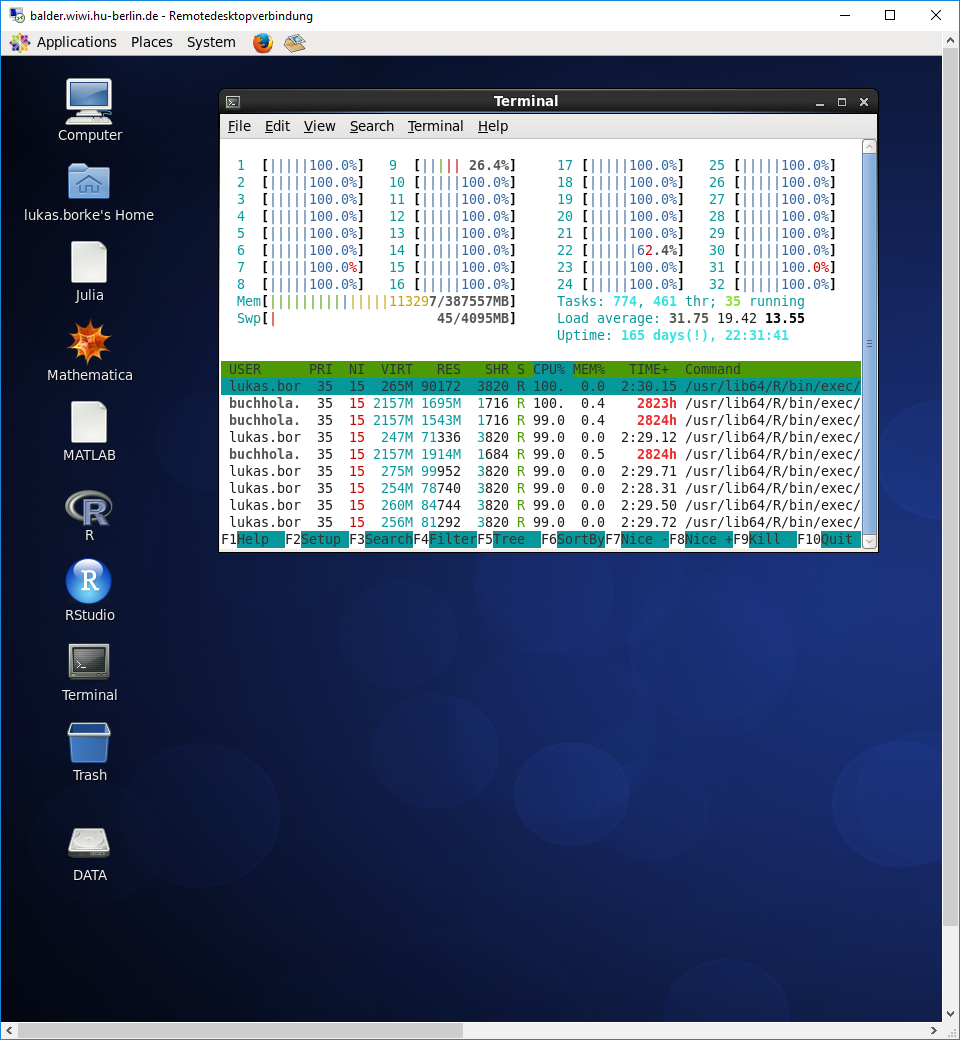 balder.wiwi.hu-berlin.de - Remotedesktopverbindung
Applications Places System
Computer
lukas.borke's Home
Julia
Mathematica
MATLAB
R
RStudio
Terminal
Trash
DATA
Terminal
File Edit View Search Terminal Help
1 [|||||100.0%] 9 [||||| 26.4%] 17 [|||||100.0%] 25 [|||||100.0%]
2 [|||||100.0%] 10 [|||||100.0%] 18 [|||||100.0%] 26 [|||||100.0%]
3 [|||||100.0%] 11 [|||||100.0%] 19 [|||||100.0%] 27 [|||||100.0%]
4 [|||||100.0%] 12 [|||||100.0%] 20 [|||||100.0%] 28 [|||||100.0%]
5 [|||||100.0%] 13 [|||||100.0%] 21 [|||||100.0%] 29 [|||||100.0%]
6 [|||||100.0%] 14 [|||||100.0%] 22 [||||||62.4%] 30 [|||||100.0%]
7 [|||||100.0%] 15 [|||||100.0%] 23 [|||||100.0%] 31 [|||||100.0%]
8 [|||||100.0%] 16 [|||||100.0%] 24 [|||||100.0%] 32 [|||||100.0%]
Mem[|||||||||||||||113297/387557MB] Tasks: 774, 461 thr; 35 running
Swp[| 45/4095MB] Load average: 31.75 19.42 13.55
Uptime: 165 days(!), 22:31:41
USER PRI NI VIRT RES SHR S CPU% MEM% TIME+ Command
lukas.bor 35 15 265M 90172 3820 R 100. 0.0 2:30.15 /usr/lib64/R/bin/exec/
buchhola. 35 15 2157M 1695M 1716 R 100. 0.4 2823h /usr/lib64/R/bin/exec/
buchhola. 35 15 2157M 1543M 1716 R 99.0 0.4 2824h /usr/lib64/R/bin/exec/
lukas.bor 35 15 247M 71336 3820 R 99.0 0.0 2:29.12 /usr/lib64/R/bin/exec/
buchhola. 35 15 2157M 1914M 1684 R 99.0 0.5 2824h /usr/lib64/R/bin/exec/
lukas.bor 35 15 275M 99952 3820 R 99.0 0.0 2:29.71 /usr/lib64/R/bin/exec/
lukas.bor 35 15 254M 78740 3820 R 99.0 0.0 2:28.31 /usr/lib64/R/bin/exec/
lukas.bor 35 15 260M 84744 3820 R 99.0 0.0 2:29.50 /usr/lib64/R/bin/exec/
lukas.bor 35 15 256M 81292 3820 R 99.0 0.0 2:29.72 /usr/lib64/R/bin/exec/
F1Help F2Setup F3SearchF4FilterF5Tree F6SortByF7Nice -F8Nice +F9Kill F10Quit